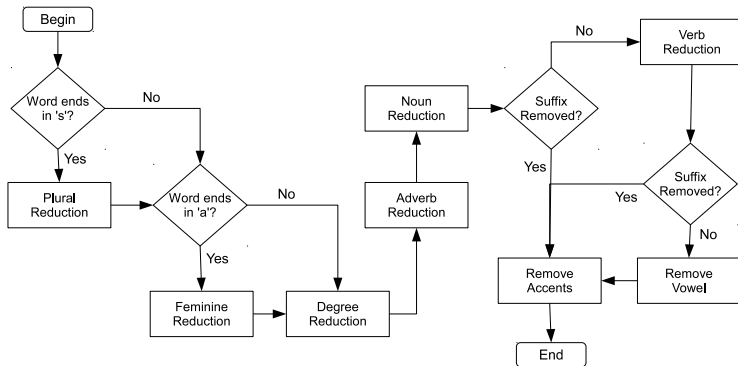 Begin
Word ends
in 's'?
No
Yes
Plural
Reduction
Word ends
in 'a'?
No
Yes
Feminine
Reduction
Degree
Reduction
Adverb
Reduction
Noun
Reduction
Suffix
Removed?
No
Yes
Verb
Reduction
Suffix
Removed?
Yes
No
Remove
Vowel
Remove
Accents
End